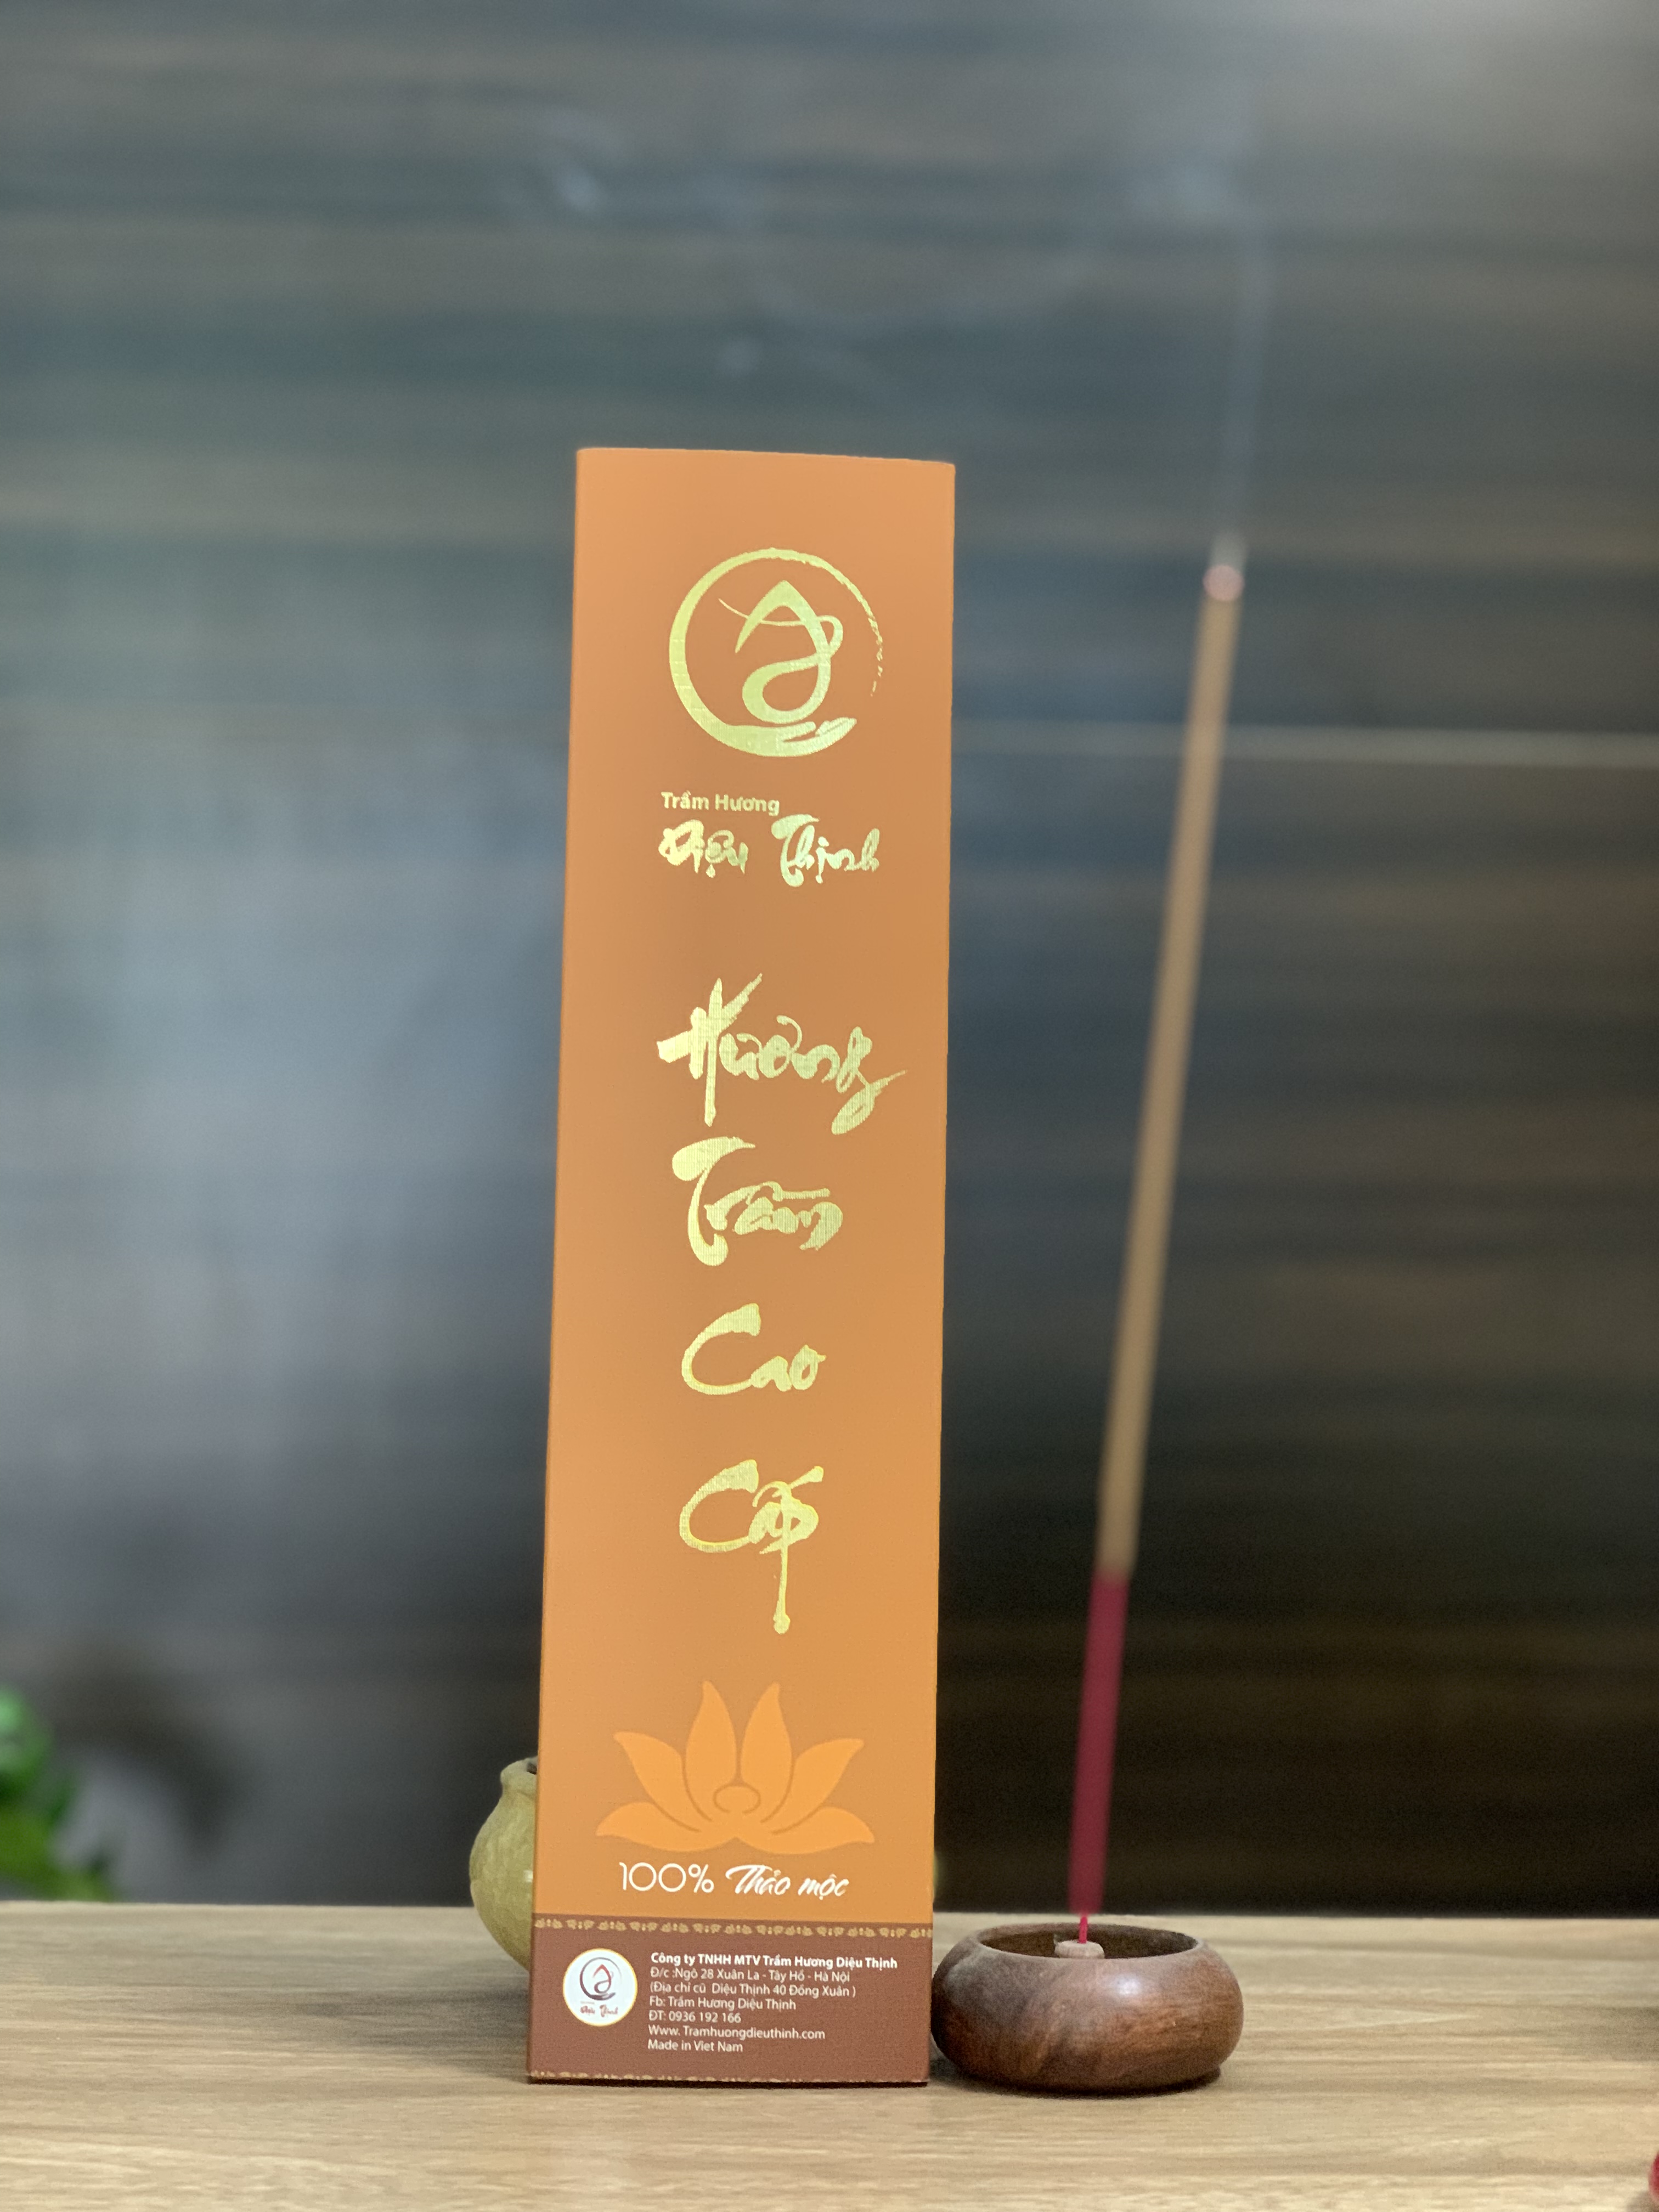 Trầm Hương
Diệu Thịnh
Hương
Trầm
Cao
Cấp
100% Thảo mộc
Công ty TNHH MTV Trầm Hương Diệu Thịnh
Đ/c :Ngõ 28 Xuân La - Tây Hồ - Hà Nội
(Địa chỉ cũ Diệu Thịnh 40 Đồng Xuân )
Fb: Trầm Hương Diệu Thịnh
ĐT: 0936 192 166
Www. Tramhuongdieuthinh.com
Made in Viet Nam
Diệu Thịnh